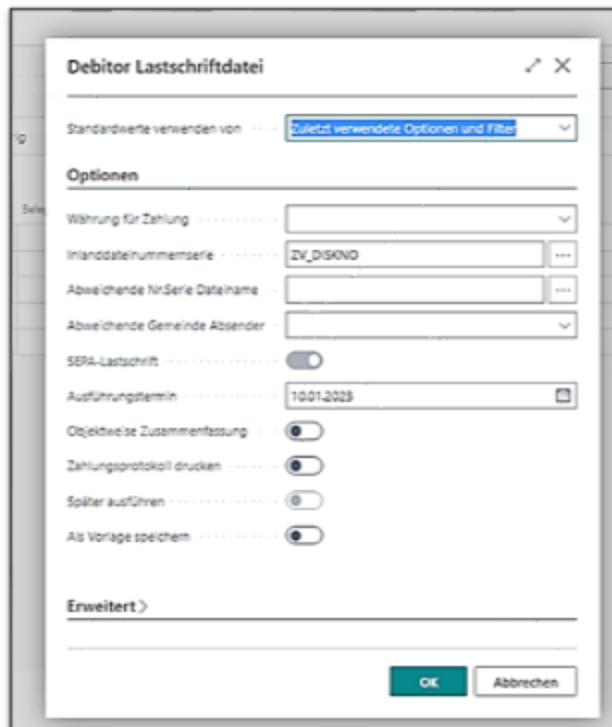 Debitor Lastschriftdatei
Standardwerte verwenden von
Zuletzt verwendete Optionen und Filter
Optionen
Währung für Zahlung
Inlanddateinummernserie
ZV_DISKNO
Abweichende Nr.Serie Dateiname
Abweichende Gemeinde Absender
SEPA-Lastschrift
Ausführungstermin
10.01.2023
Objektweise Zusammenfassung
Zahlungsprotokoll drucken
Später ausführen
Als Vorlage speichern
Erweitert
OK
Abbrechen